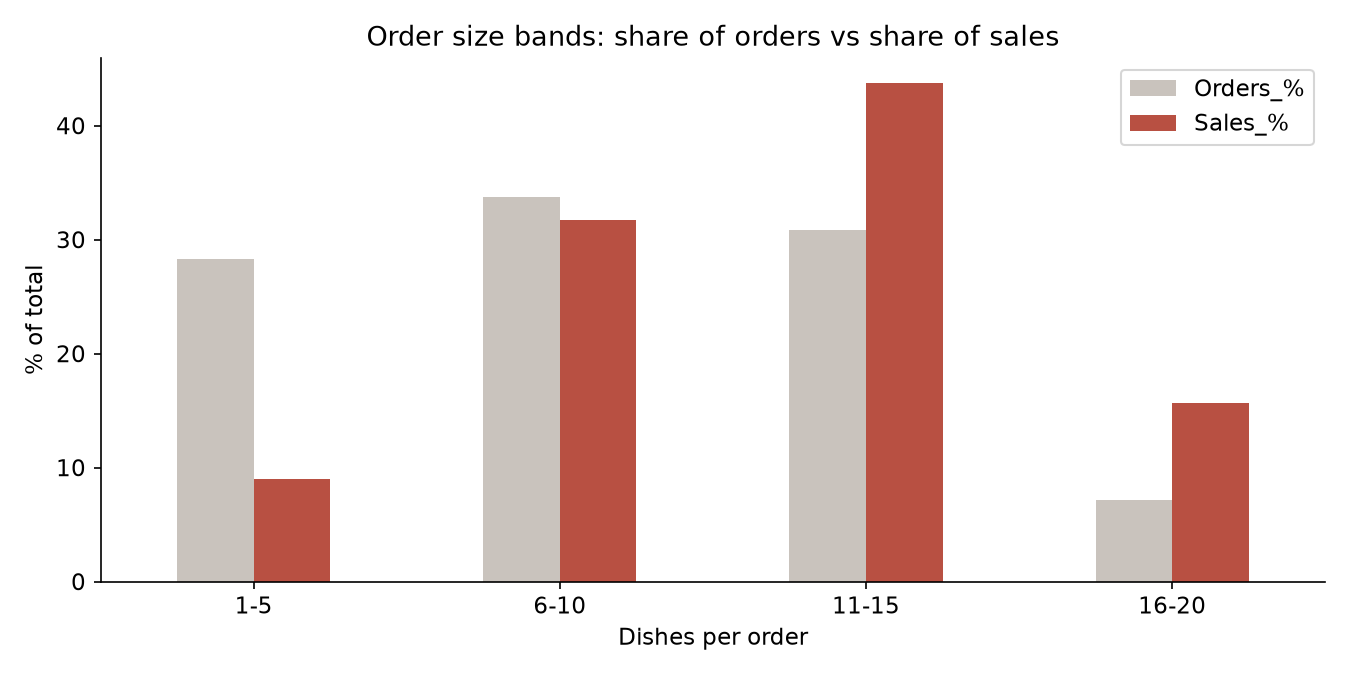 Order size bands: share of orders vs share of sales
Orders_%
Sales_%
% of total
40
30
20
10
0
1-5
6-10
11-15
16-20
Dishes per order